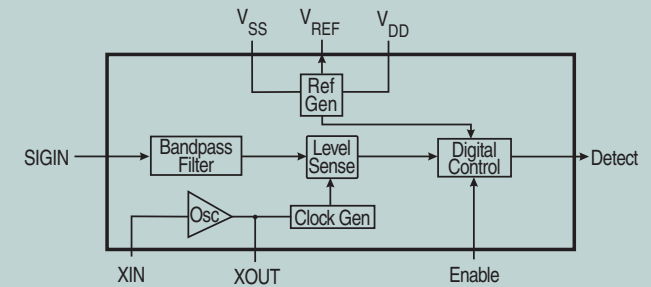 VSS VREF VDD
Ref
Gen
SIGIN
Bandpass
Filter
Level
Sense
Digital
Control
Detect
Osc
Clock Gen
XIN
XOUT
Enable